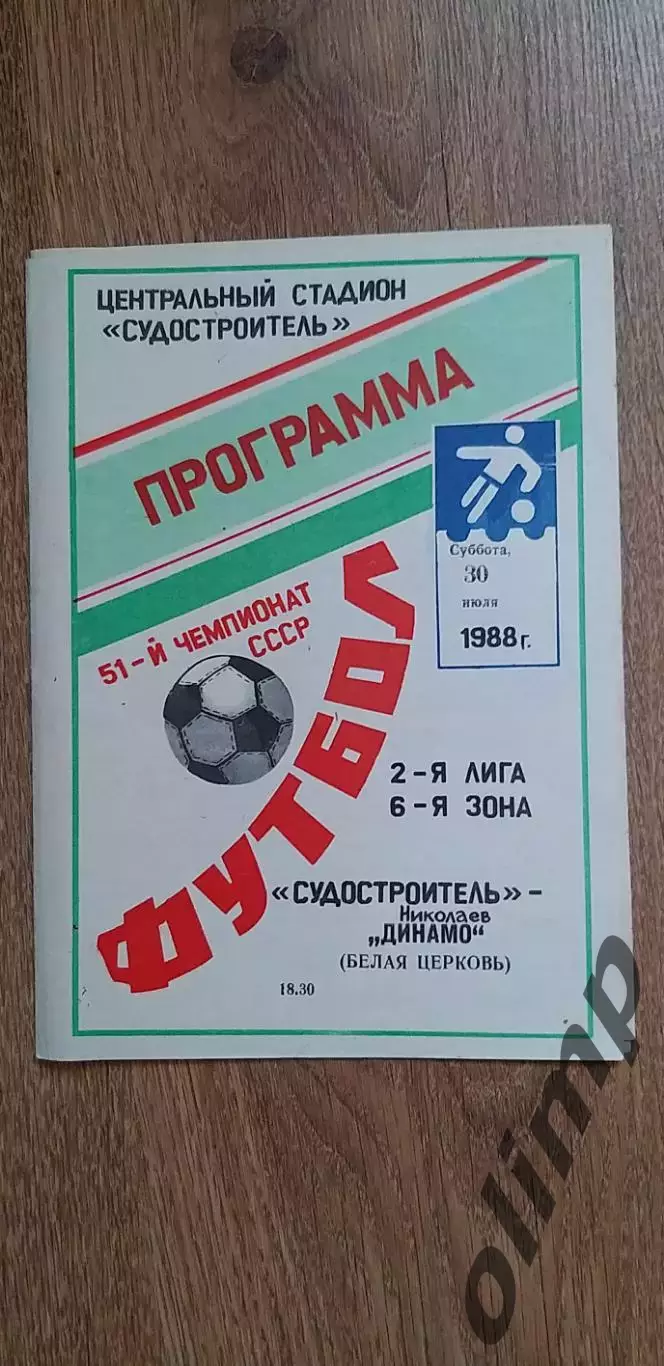 ЦЕНТРАЛЬНЫЙ СТАДИОН
«СУДОСТРОИТЕЛЬ»
ПРОГРАММА
Суббота,
30
июля
1988 г.
51-Й ЧЕМПИОНАТ
СССР
ФУТБОЛ
2-Я ЛИГА
6-Я ЗОНА
«СУДОСТРОИТЕЛЬ» -
Николаев
„ДИНАМО“
(БЕЛАЯ ЦЕРКОВЬ)
18.30
olimp